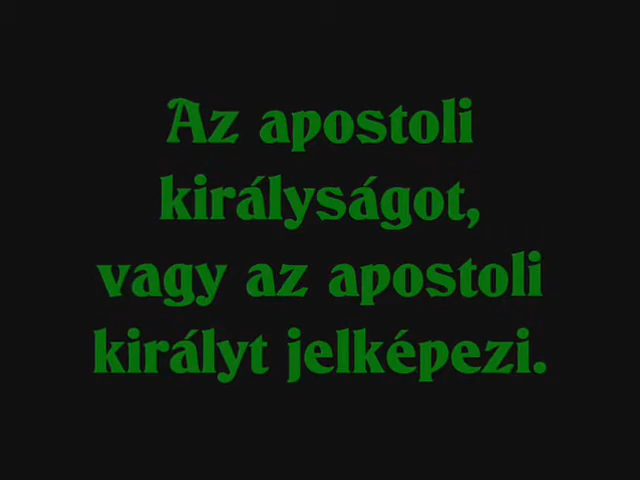 Az apostoli
királyságot,
vagy az apostoli
királyt jelképezi.